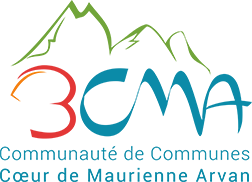 3CMA
Communauté de Communes
Cœur de Maurienne Arvan